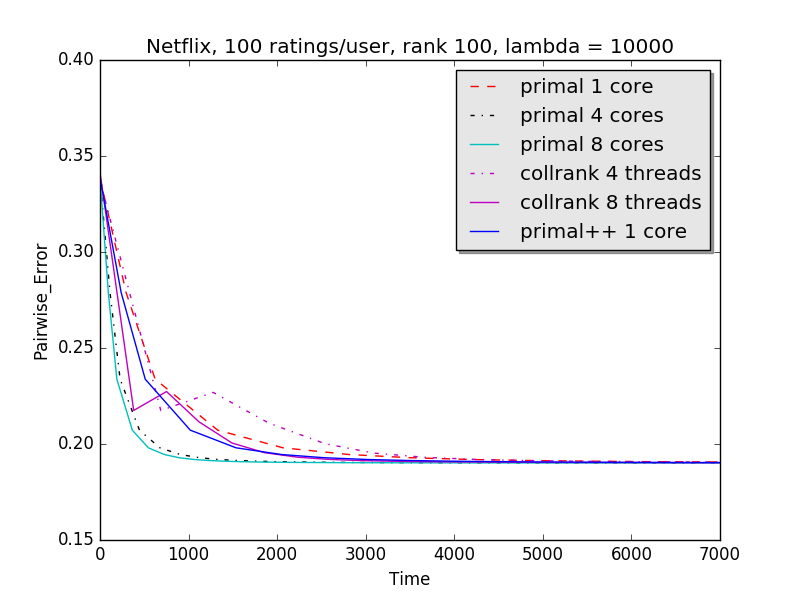 Netflix, 100 ratings/user, rank 100, lambda = 10000
0.40
0.35
0.30
0.25
0.20
0.15
Pairwise_Error
primal 1 core
primal 4 cores
primal 8 cores
collrank 4 threads
collrank 8 threads
primal++ 1 core
0 1000 2000 3000 4000 5000 6000 7000
Time